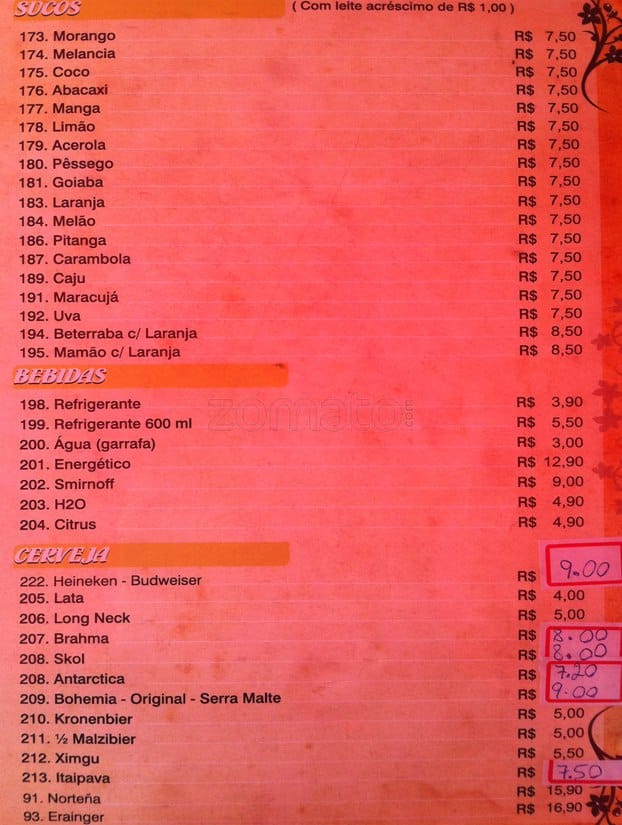 SUCOS ( Com leite acréscimo de R$ 1,00 )
173. Morango R$ 7,50
174. Melancia R$ 7,50
175. Coco R$ 7,50
176. Abacaxi R$ 7,50
177. Manga R$ 7,50
178. Limão R$ 7,50
179. Acerola R$ 7,50
180. Pêssego R$ 7,50
181. Goiaba R$ 7,50
183. Laranja R$ 7,50
184. Melão R$ 7,50
186. Pitanga R$ 7,50
187. Carambola R$ 7,50
189. Caju R$ 7,50
191. Maracujá R$ 7,50
192. Uva R$ 7,50
194. Beterraba c/ Laranja R$ 8,50
195. Mamão c/ Laranja R$ 8,50
BEBIDAS
198. Refrigerante R$ 3,90
zomato.com
199. Refrigerante 600 ml R$ 5,50
200. Água (garrafa) R$ 3,00
201. Energético R$ 12,90
202. Smirnoff R$ 9,00
203. H2O R$ 4,90
204. Citrus R$ 4,90
CERVEJA
222. Heineken - Budweiser R$ 9.00
205. Lata R$ 4,00
206. Long Neck R$ 5,00
207. Brahma R$ 8.00
208. Skol R$ 8.00
208. Antarctica R$ 7.20
209. Bohemia - Original - Serra Malte R$ 9.00
210. Kronenbier R$ 5,00
211. ½ Malzibier R$ 5,00
212. Ximgu R$ 5,50
213. Itaipava R$ 7.50
91. Norteña R$ 15,90
93. Erainger R$ 16,90